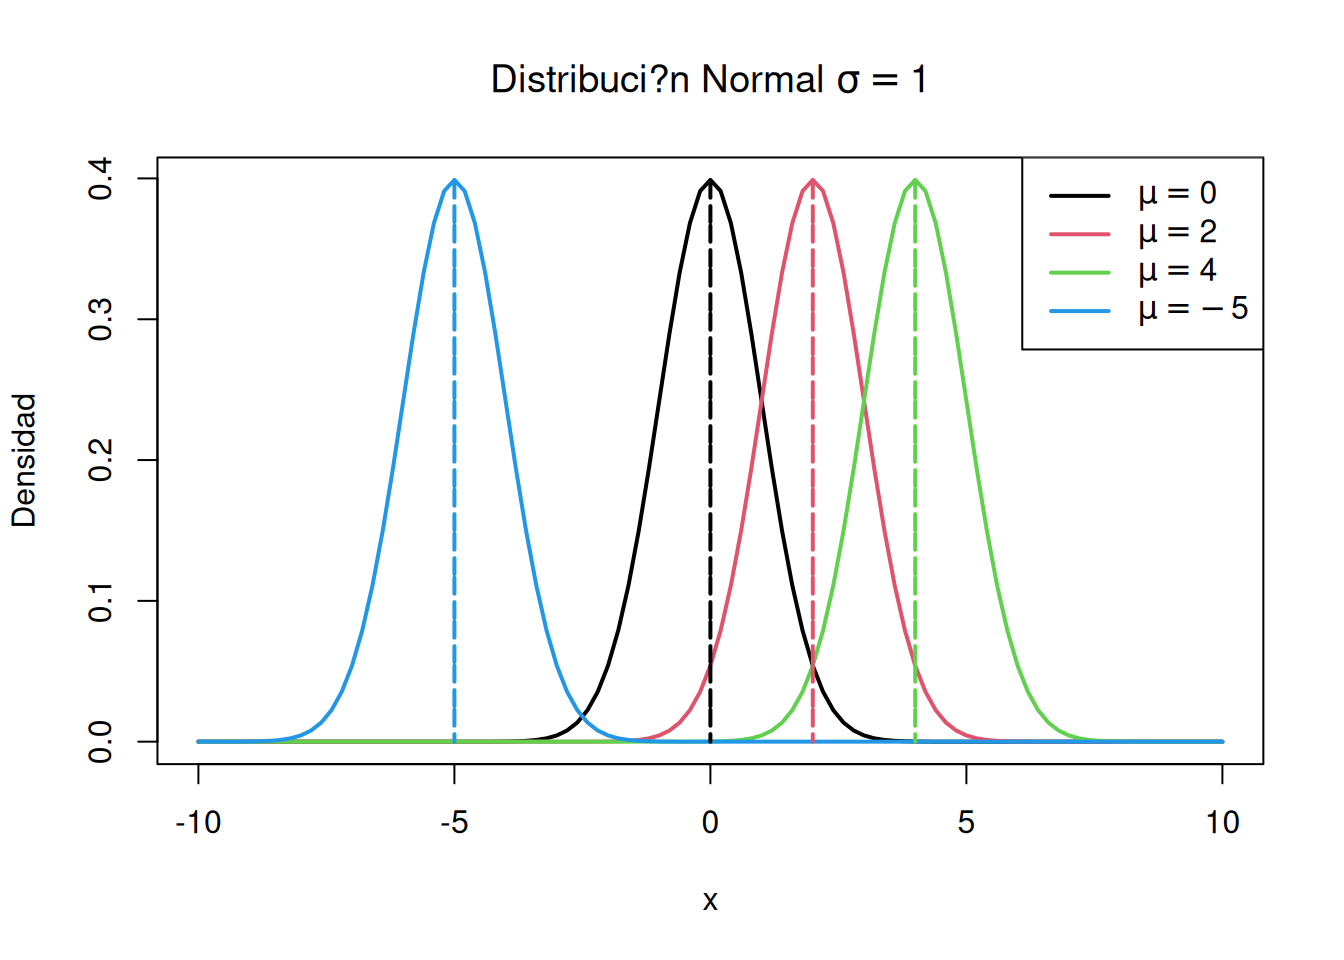 Distribuci?n Normal σ = 1
μ = 0
μ = 2
μ = 4
μ = − 5
Densidad
0.4
0.3
0.2
0.1
0.0
-10 -5 0 5 10
x